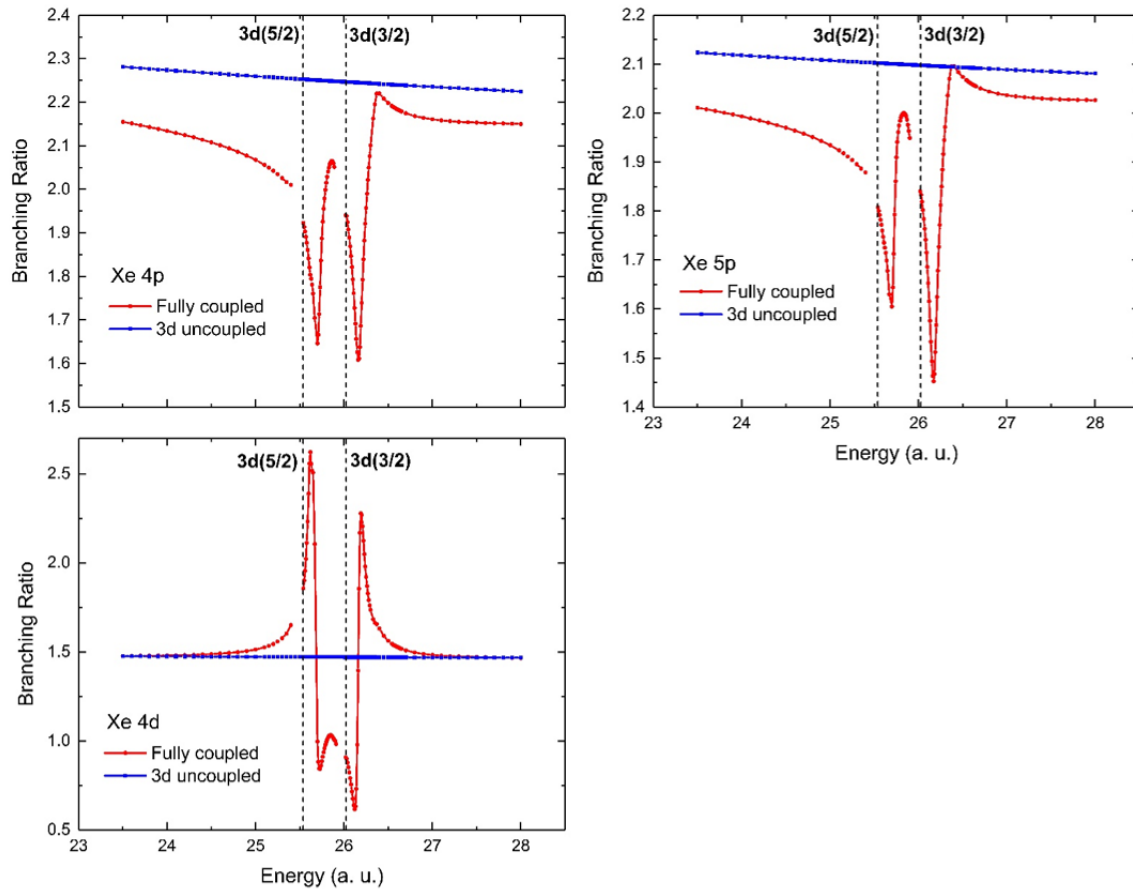 3d(5/2) 3d(3/2)
2.4
2.3
2.2
2.1
2.0
1.9
1.8
1.7
1.6
1.5
Branching Ratio
Xe 4p
Fully coupled
3d uncoupled
3d(5/2) 3d(3/2)
2.2
2.1
2.0
1.9
1.8
1.7
1.6
1.5
1.4
Branching Ratio
Xe 5p
Fully coupled
3d uncoupled
23 24 25 26 27 28
Energy (a. u.)
3d(5/2) 3d(3/2)
2.5
2.0
1.5
1.0
0.5
Branching Ratio
Xe 4d
Fully coupled
3d uncoupled
23 24 25 26 27 28
Energy (a. u.)